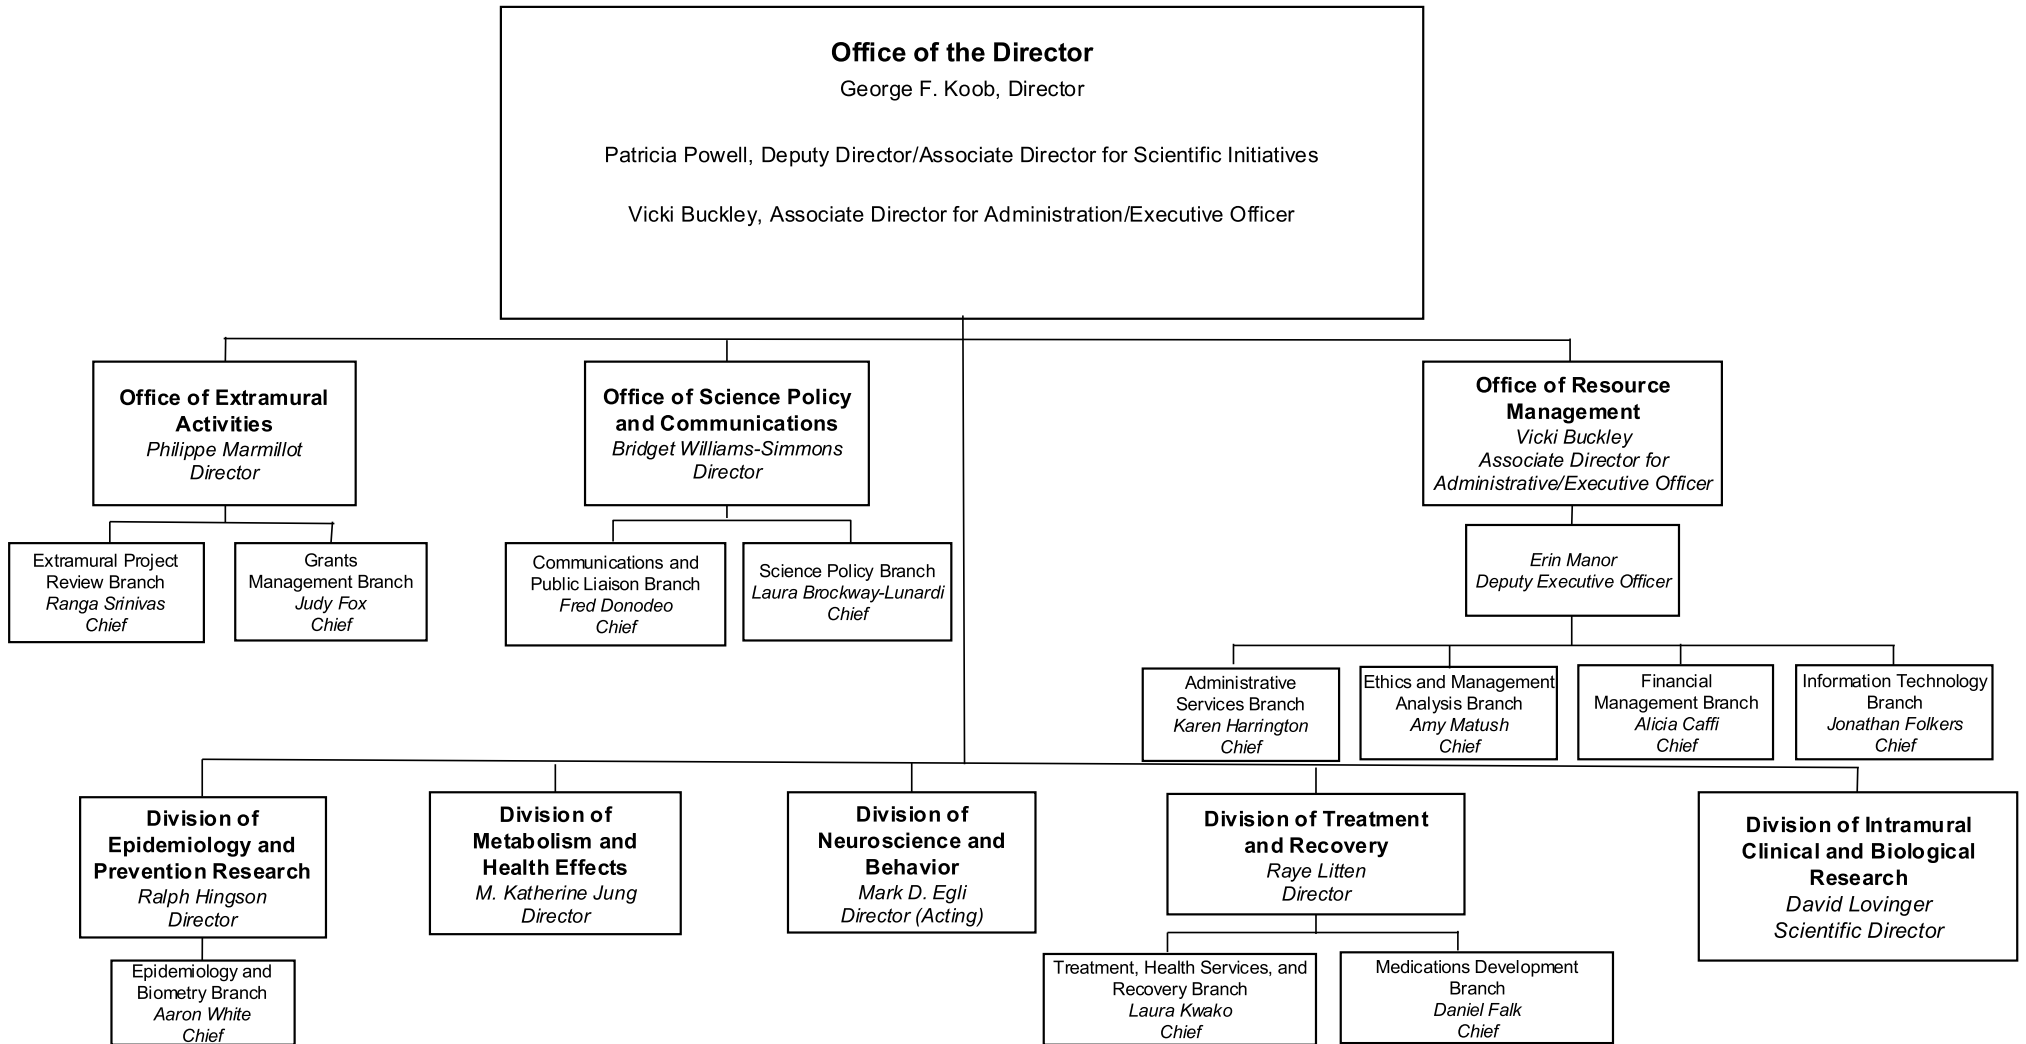 Office of the Director
George F. Koob, Director
Patricia Powell, Deputy Director/Associate Director for Scientific Initiatives
Vicki Buckley, Associate Director for Administration/Executive Officer
Office of Extramural
Activities
Philippe Marmillot
Director
Office of Science Policy
and Communications
Bridget Williams-Simmons
Director
Office of Resource
Management
Vicki Buckley
Associate Director for
Administrative/Executive Officer
Extramural Project
Review Branch
Ranga Srinivas
Chief
Grants
Management Branch
Judy Fox
Chief
Communications and
Public Liaison Branch
Fred Donodeo
Chief
Science Policy Branch
Laura Brockway-Lunardi
Chief
Erin Manor
Deputy Executive Officer
Administrative
Services Branch
Karen Harrington
Chief
Ethics and Management
Analysis Branch
Amy Matush
Chief
Financial
Management Branch
Alicia Caffi
Chief
Information Technology
Branch
Jonathan Folkers
Chief
Division of
Epidemiology and
Prevention Research
Ralph Hingson
Director
Division of
Metabolism and
Health Effects
M. Katherine Jung
Director
Division of
Neuroscience and
Behavior
Mark D. Egli
Director (Acting)
Division of Treatment
and Recovery
Raye Litten
Director
Division of Intramural
Clinical and Biological
Research
David Lovinger
Scientific Director
Epidemiology and
Biometry Branch
Aaron White
Chief
Treatment, Health Services, and
Recovery Branch
Laura Kwako
Chief
Medications Development
Branch
Daniel Falk
Chief